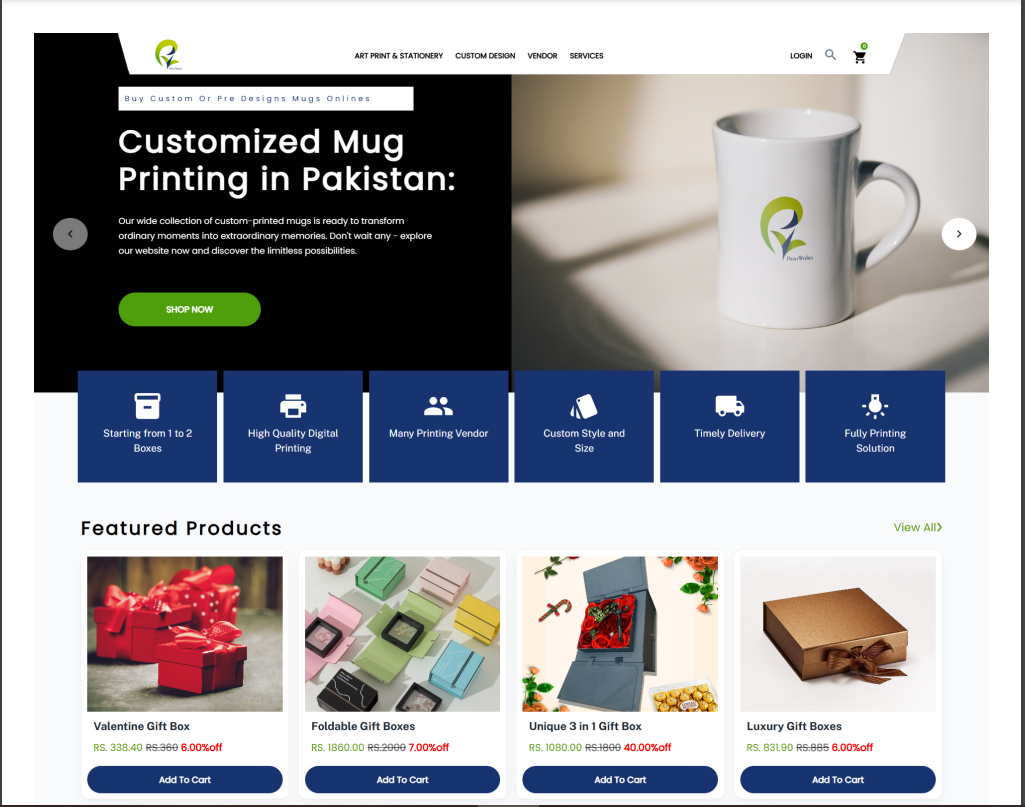 ART PRINT & STATIONERY CUSTOM DESIGN VENDOR SERVICES LOGIN 0
Buy Custom Or Pre Designs Mugs Onlines
Customized Mug
Printing in Pakistan:
Our wide collection of custom-printed mugs is ready to transform
ordinary moments into extraordinary memories. Don't wait any - explore
our website now and discover the limitless possibilities.
SHOP NOW
PrintWishes
Starting from 1 to 2
Boxes
High Quality Digital
Printing
Many Printing Vendor
Custom Style and
Size
Timely Delivery
Fully Printing
Solution
Featured Products
View All
Valentine Gift Box
RS. 338.40 RS.360 6.00%off
Add To Cart
Foldable Gift Boxes
RS. 1860.00 RS.2000 7.00%off
Add To Cart
Unique 3 in 1 Gift Box
RS. 1080.00 RS.1800 40.00%off
Add To Cart
Luxury Gift Boxes
RS. 831.90 RS.885 6.00%off
Add To Cart